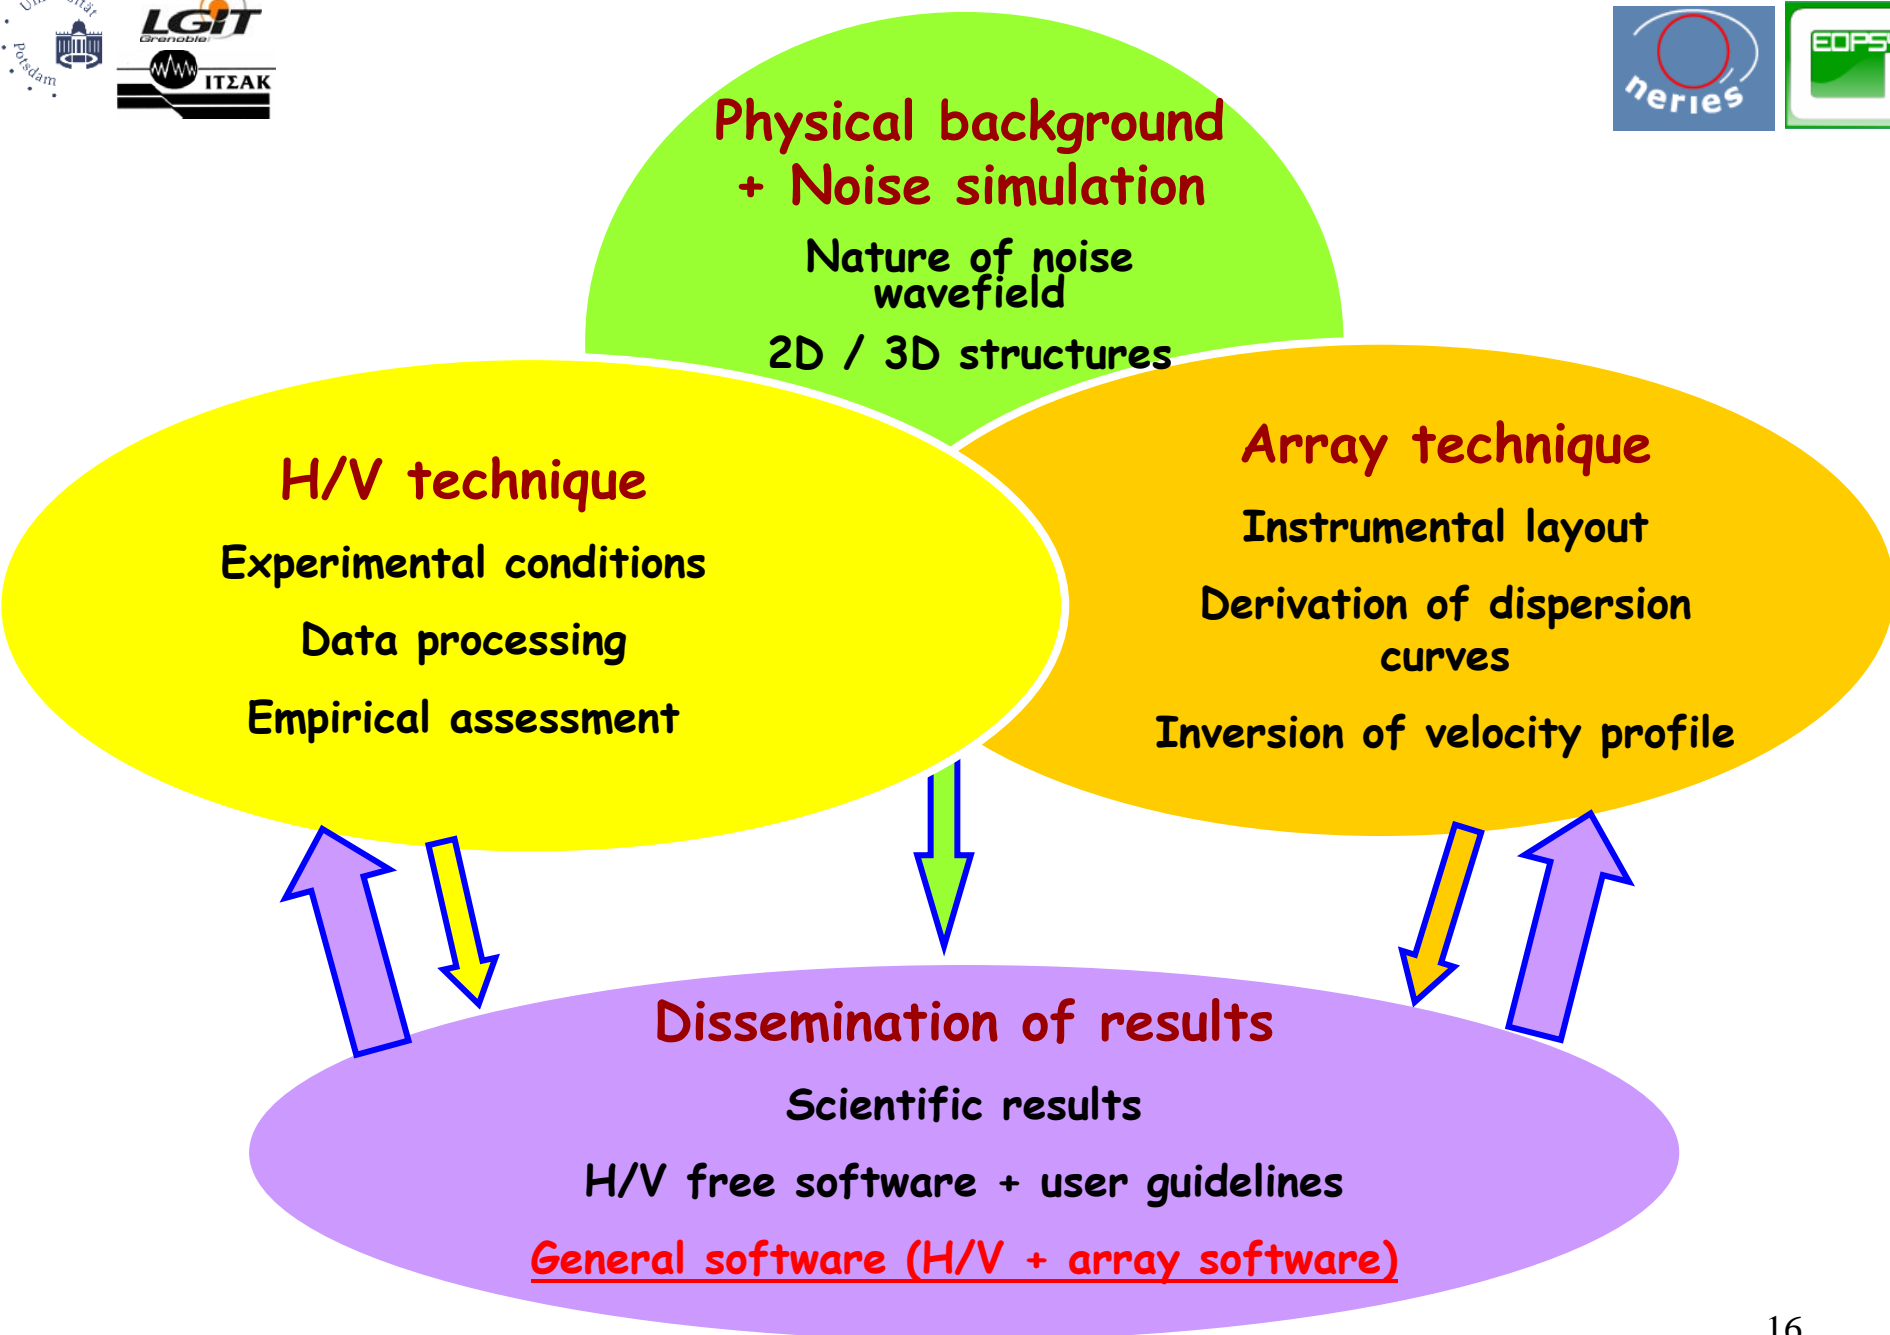 Universität
Potsdam
LGIT
Grenoble
ΙΤΣΑΚ
neries
Physical background
+ Noise simulation
Nature of noise
wavefield
2D / 3D structures
H/V technique
Experimental conditions
Data processing
Empirical assessment
Array technique
Instrumental layout
Derivation of dispersion
curves
Inversion of velocity profile
Dissemination of results
Scientific results
H/V free software + user guidelines
General software (H/V + array software)
16